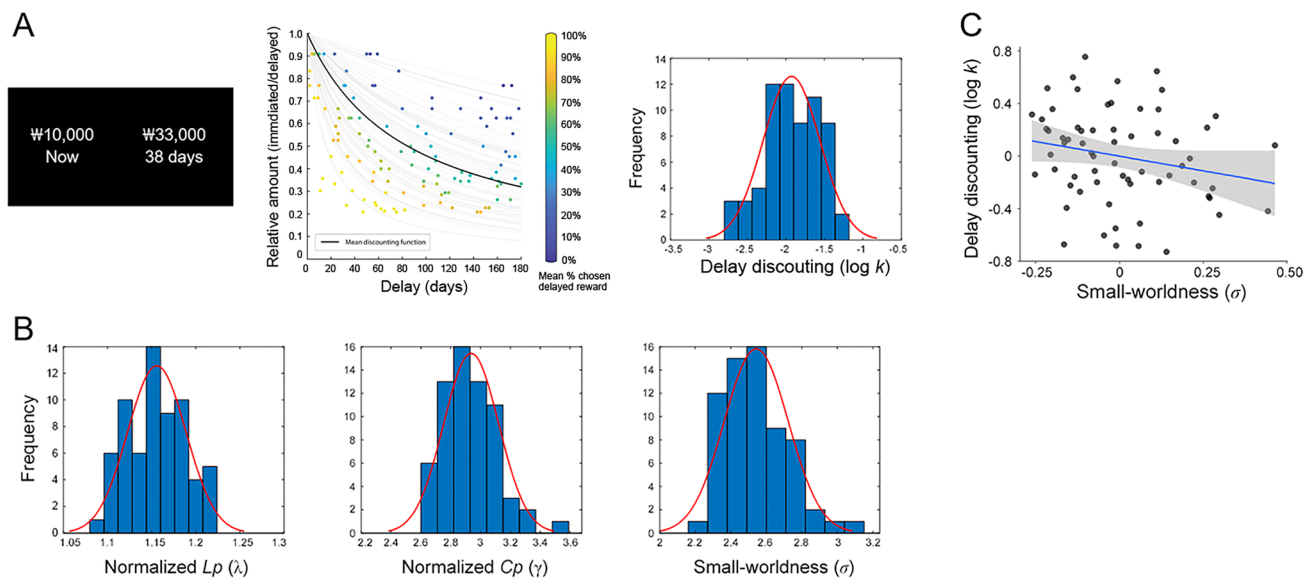 A
₩10,000
Now
₩33,000
38 days
Relative amount (immdiated/delayed)
1.0
0.9
0.8
0.7
0.6
0.5
0.4
0.3
0.2
0.1
0
Mean discounting function
0 20 40 60 80 100 120 140 160 180
Delay (days)
100%
90%
80%
70%
60%
50%
40%
30%
20%
10%
0%
Mean % chosen
delayed reward
Frequency
14
12
10
8
6
4
2
0
-3.5 -3 -2.5 -2 -1.5 -1 -0.5
Delay discouting (log k)
C
Delay discounting (log k)
0.8
0.4
0
-0.4
-0.8
-0.25 0 0.25 0.50
Small-worldness (σ)
B
Frequency
14
12
10
8
6
4
2
0
1.05 1.1 1.15 1.2 1.25 1.3
Normalized Lp (λ)
16
14
12
10
8
6
4
2
0
2.2 2.4 2.6 2.8 3 3.2 3.4 3.6
Normalized Cp (γ)
16
14
12
10
8
6
4
2
0
2 2.2 2.4 2.6 2.8 3 3.2
Small-worldness (σ)